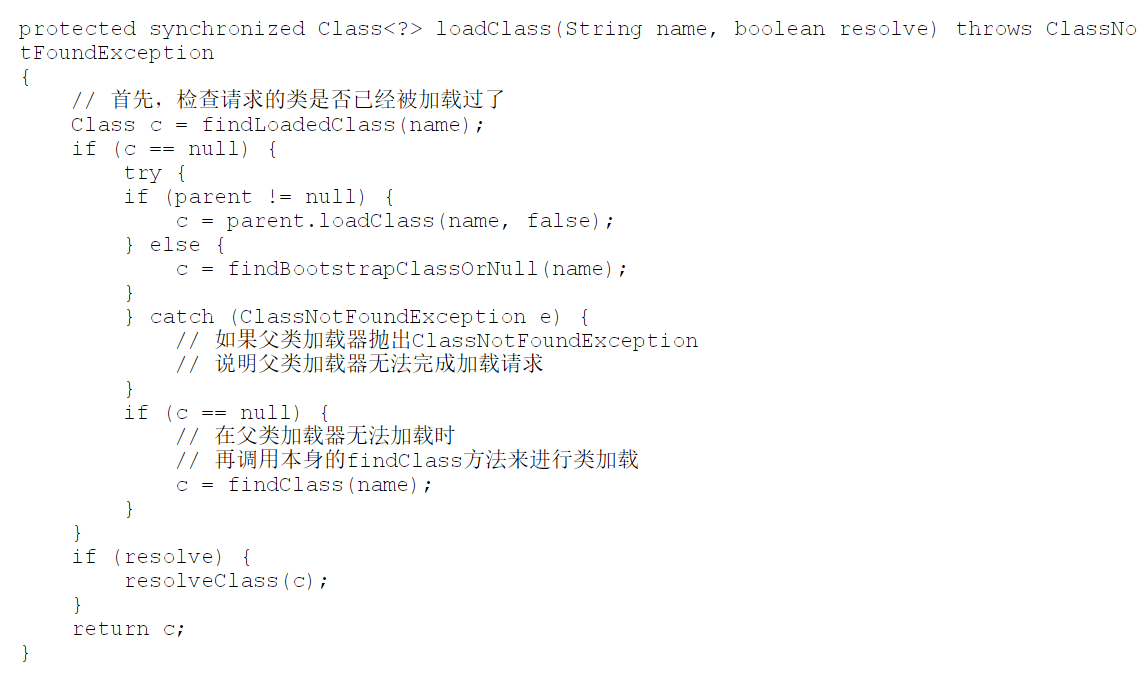 protected synchronized Class<?> loadClass(String name, boolean resolve) throws ClassNo
tFoundException
{
    // 首先，检查请求的类是否已经被加载过了
    Class c = findLoadedClass(name);
    if (c == null) {
        try {
        if (parent != null) {
            c = parent.loadClass(name, false);
        } else {
            c = findBootstrapClassOrNull(name);
        }
        } catch (ClassNotFoundException e) {
            // 如果父类加载器抛出ClassNotFoundException
            // 说明父类加载器无法完成加载请求
        }
        if (c == null) {
            // 在父类加载器无法加载时
            // 再调用本身的findClass方法来进行类加载
            c = findClass(name);
        }
    }
    if (resolve) {
        resolveClass(c);
    }
    return c;
}